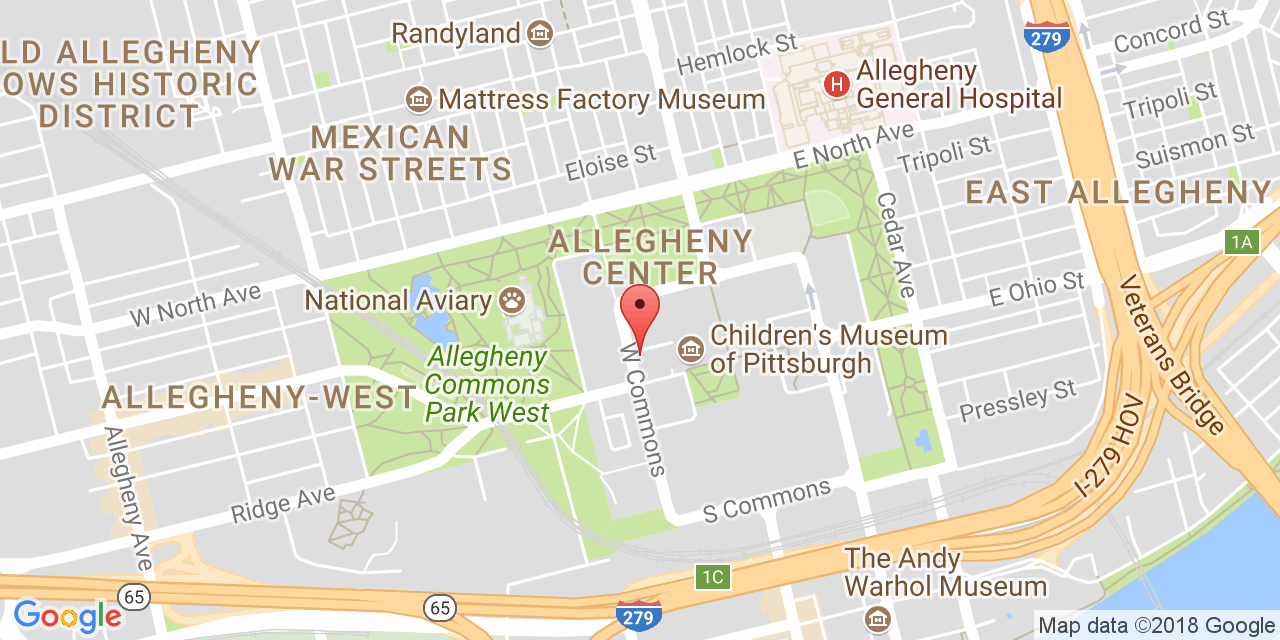 Randyland
Hemlock St
279
Concord St
LD ALLEGHENY
OWS HISTORIC
DISTRICT
Mattress Factory Museum
H
Allegheny
General Hospital
Tripoli St
MEXICAN
WAR STREETS
Eloise St
E North Ave
Tripoli St
Suismon St
EAST ALLEGHENY
Cedar Ave
ALLEGHENY
CENTER
1A
W North Ave
National Aviary
E Ohio St
Veterans Bridge
Children's Museum
of Pittsburgh
W Commons
Allegheny
Commons
Park West
ALLEGHENY-WEST
Pressley St
Allegheny Ave
I-279 HOV
Ridge Ave
S Commons
The Andy
Warhol Museum
1C
65
65
279
Google
Map data ©2018 Google